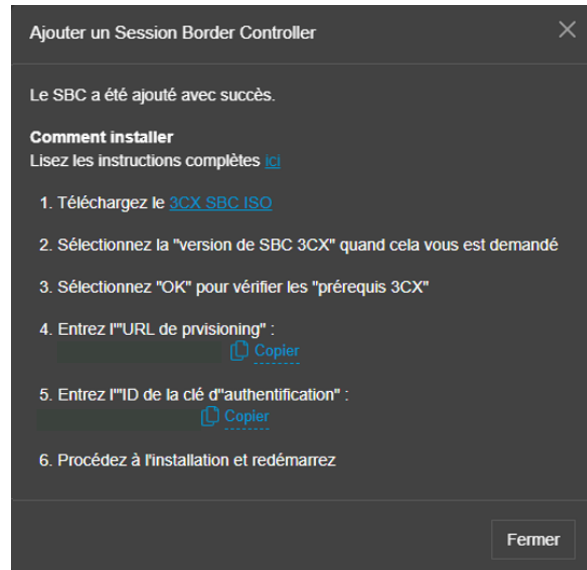 Ajouter un Session Border Controller
Le SBC a été ajouté avec succès.
Comment installer
Lisez les instructions complètes ici
1. Téléchargez le 3CX SBC ISO
2. Sélectionnez la "version de SBC 3CX" quand cela vous est demandé
3. Sélectionnez "OK" pour vérifier les "prérequis 3CX"
4. Entrez l'"URL de prvisioning" :
Copier
5. Entrez l'"ID de la clé d"authentification" :
Copier
6. Procédez à l'installation et redémarrez
Fermer